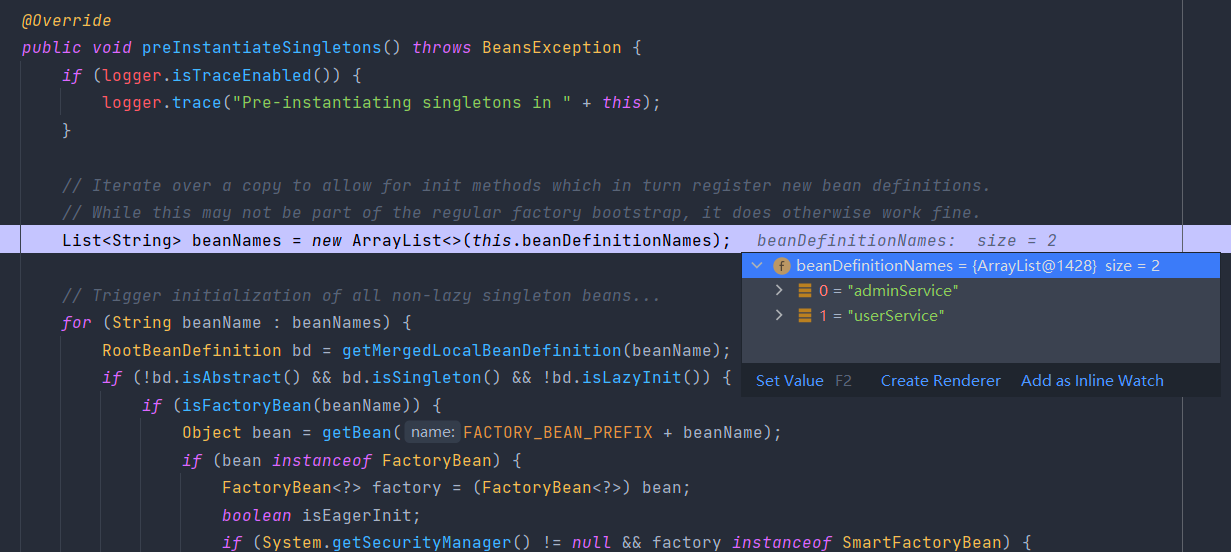 @Override
public void preInstantiateSingletons() throws BeansException {
if (logger.isTraceEnabled()) {
logger.trace("Pre-instantiating singletons in " + this);
}
// Iterate over a copy to allow for init methods which in turn register new bean definitions.
// While this may not be part of the regular factory bootstrap, it does otherwise work fine.
List<String> beanNames = new ArrayList<>(this.beanDefinitionNames); beanDefinitionNames: size = 2
f beanDefinitionNames = {ArrayList@1428} size = 2
0 = "adminService"
1 = "userService"
Set Value F2 Create Renderer Add as Inline Watch
// Trigger initialization of all non-lazy singleton beans...
for (String beanName : beanNames) {
RootBeanDefinition bd = getMergedLocalBeanDefinition(beanName);
if (!bd.isAbstract() && bd.isSingleton() && !bd.isLazyInit()) {
if (isFactoryBean(beanName)) {
Object bean = getBean( name: FACTORY_BEAN_PREFIX + beanName);
if (bean instanceof FactoryBean) {
FactoryBean<?> factory = (FactoryBean<?>) bean;
boolean isEagerInit;
if (System.getSecurityManager() != null && factory instanceof SmartFactoryBean) {